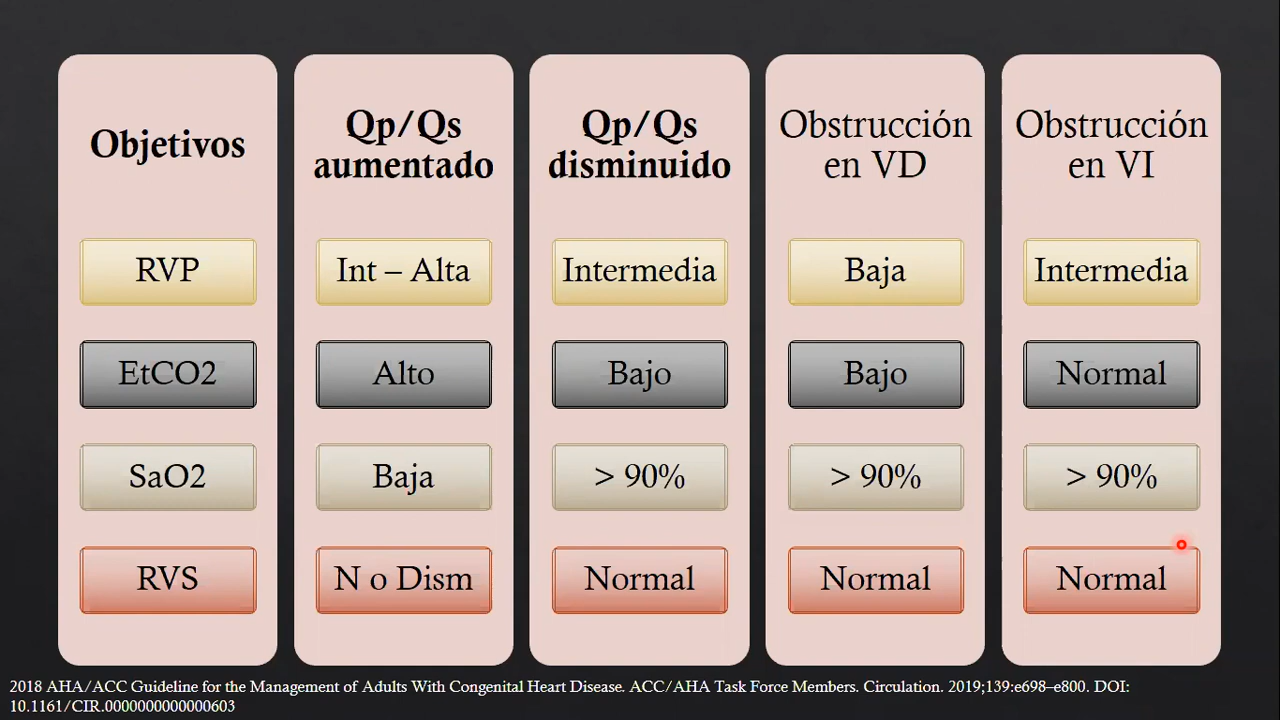 Objetivos
RVP
EtCO2
SaO2
RVS
Qp/Qs
aumentado
Int – Alta
Alto
Baja
N o Dism
Qp/Qs
disminuido
Intermedia
Bajo
> 90%
Normal
Obstrucción
en VD
Baja
Bajo
> 90%
Normal
Obstrucción
en VI
Intermedia
Normal
> 90%
Normal
2018 AHA/ACC Guideline for the Management of Adults With Congenital Heart Disease. ACC/AHA Task Force Members. Circulation. 2019;139:e698–e800. DOI:
10.1161/CIR.0000000000000603